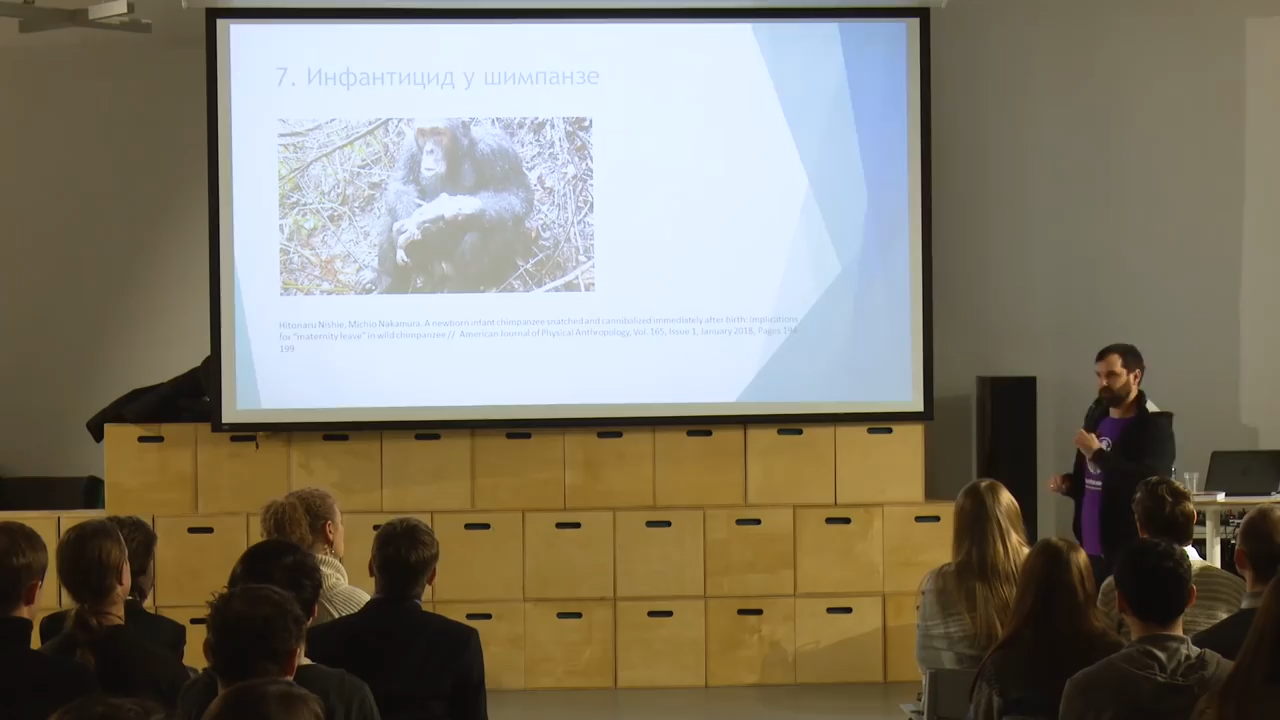 7. Инфантицид у шимпанзе
Hitonaru Nishie, Michio Nakamura. A newborn infant chimpanzee snatched and cannibalized immediately after birth: implications
for "maternity leave" in wild chimpanzee // American Journal of Physical Anthropology, Vol. 165, Issue 1, January 2018, Pages 194
199